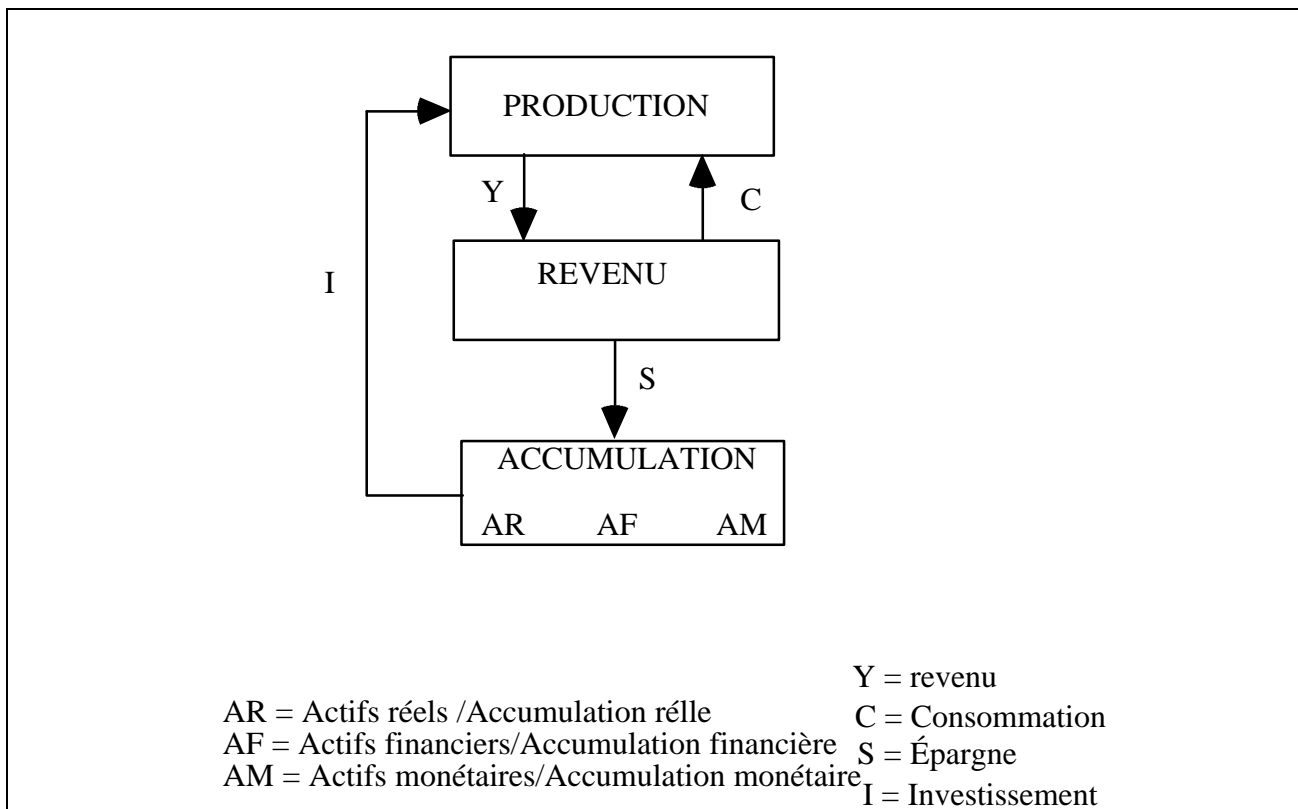 PRODUCTION
Y
C
REVENU
I
S
ACCUMULATION
AR AF AM
Y = revenu
AR = Actifs réels /Accumulation rélle
C = Consommation
AF = Actifs financiers/Accumulation financière
S = Épargne
AM = Actifs monétaires/Accumulation monétaire
I = Investissement